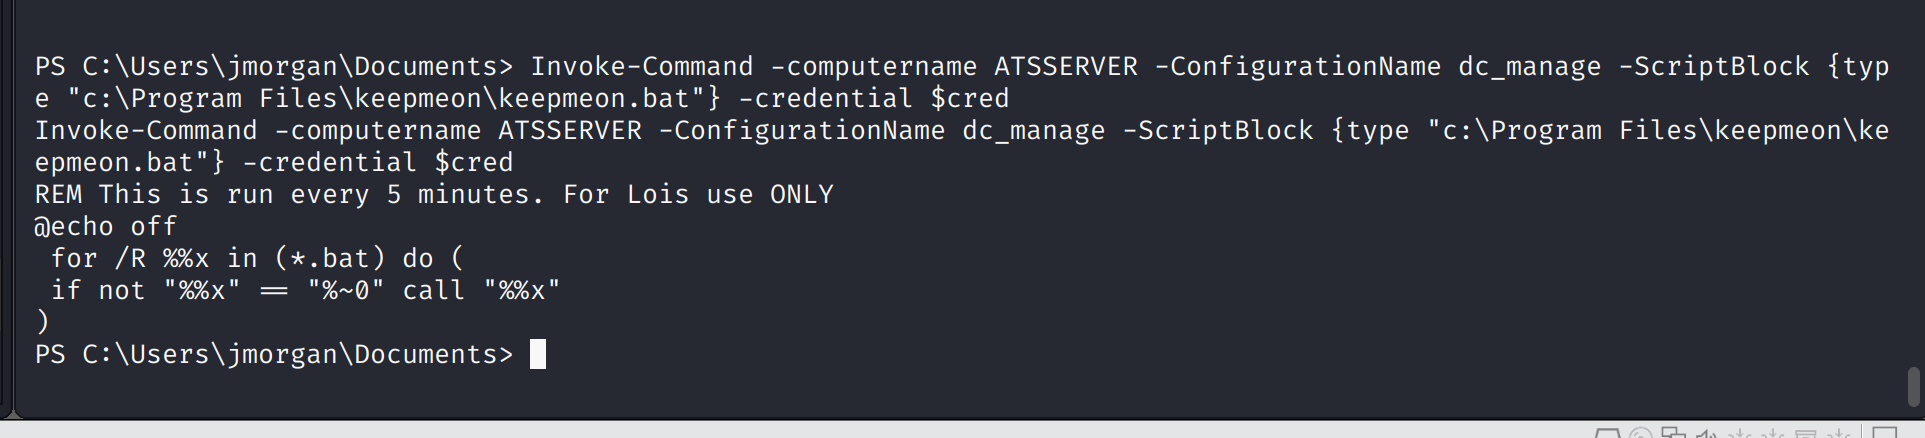 PS C:\Users\jmorgan\Documents> Invoke-Command -computername ATSSERVER -ConfigurationName dc_manage -ScriptBlock {typ
e "c:\Program Files\keepmeon\keepmeon.bat"} -credential $cred
Invoke-Command -computername ATSSERVER -ConfigurationName dc_manage -ScriptBlock {type "c:\Program Files\keepmeon\ke
epmeon.bat"} -credential $cred
REM This is run every 5 minutes. For Lois use ONLY
@echo off
 for /R %%x in (*.bat) do (
 if not "%%x" == "%~0" call "%%x"
)
PS C:\Users\jmorgan\Documents>